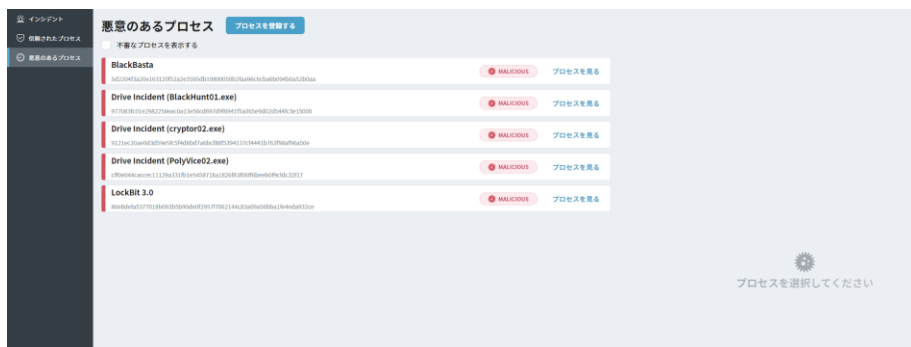 インシデント
信頼されたプロセス
悪意のあるプロセス
悪意のあるプロセス
プロセスを登録する
不審なプロセスを表示する
BlackBasta
MALICIOUS
プロセスを見る
Drive Incident (BlackHunt01.exe)
MALICIOUS
プロセスを見る
Drive Incident (cryptor02.exe)
MALICIOUS
プロセスを見る
Drive Incident (PolyVice02.exe)
MALICIOUS
プロセスを見る
LockBit 3.0
MALICIOUS
プロセスを見る
プロセスを選択してください